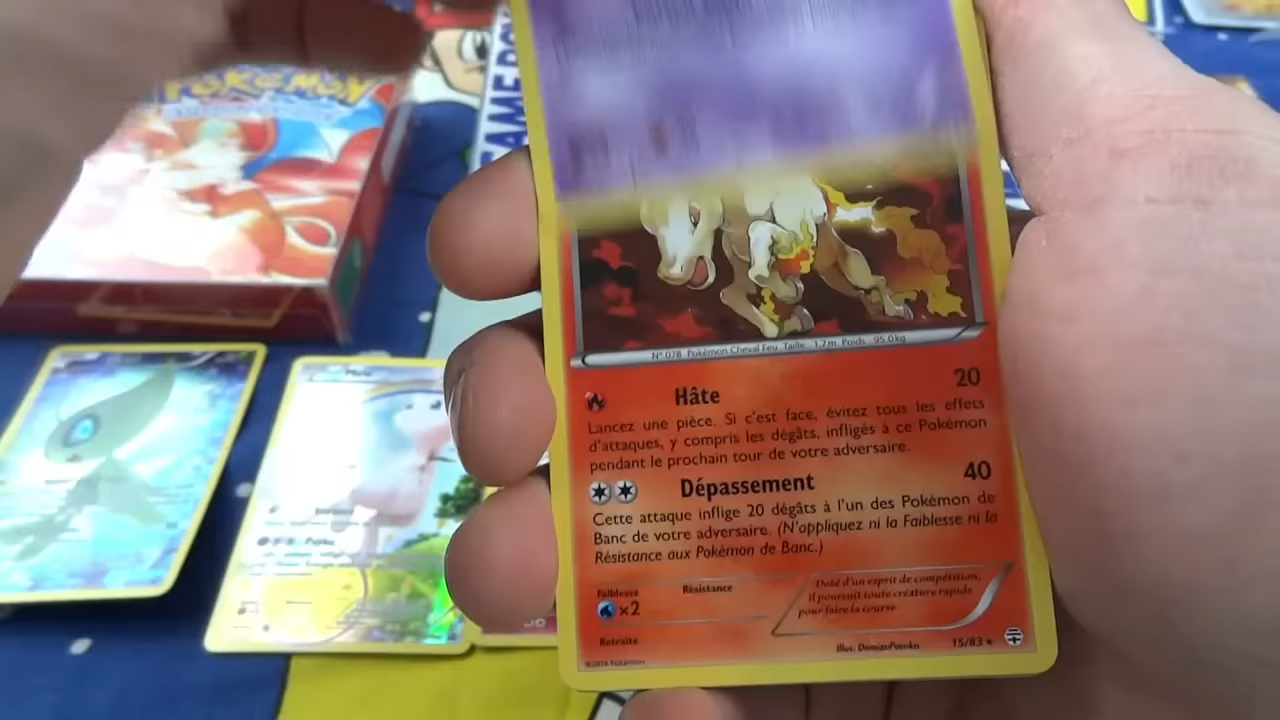 POKEMON
GAMEBOY
N° 078 Pokémon Cheval Feu Taille 1,7m Poids 95,0kg
Hâte 20
Lancez une pièce. Si c'est face, évitez tous les effets
d'attaques, y compris les dégâts, infligés à ce Pokémon
pendant le prochain tour de votre adversaire.
Dépassement 40
Cette attaque inflige 20 dégâts à l'un des Pokémon de
Banc de votre adversaire. (N'appliquez ni la Faiblesse ni la
Résistance aux Pokémon de Banc.)
Faiblesse Résistance
×2
Retraite
Doté d'un esprit de compétition,
il poursuit toute créature rapide
pour faire la course.
Illus. DemizuPosuka 15/83 ★
©2016 Pokémon